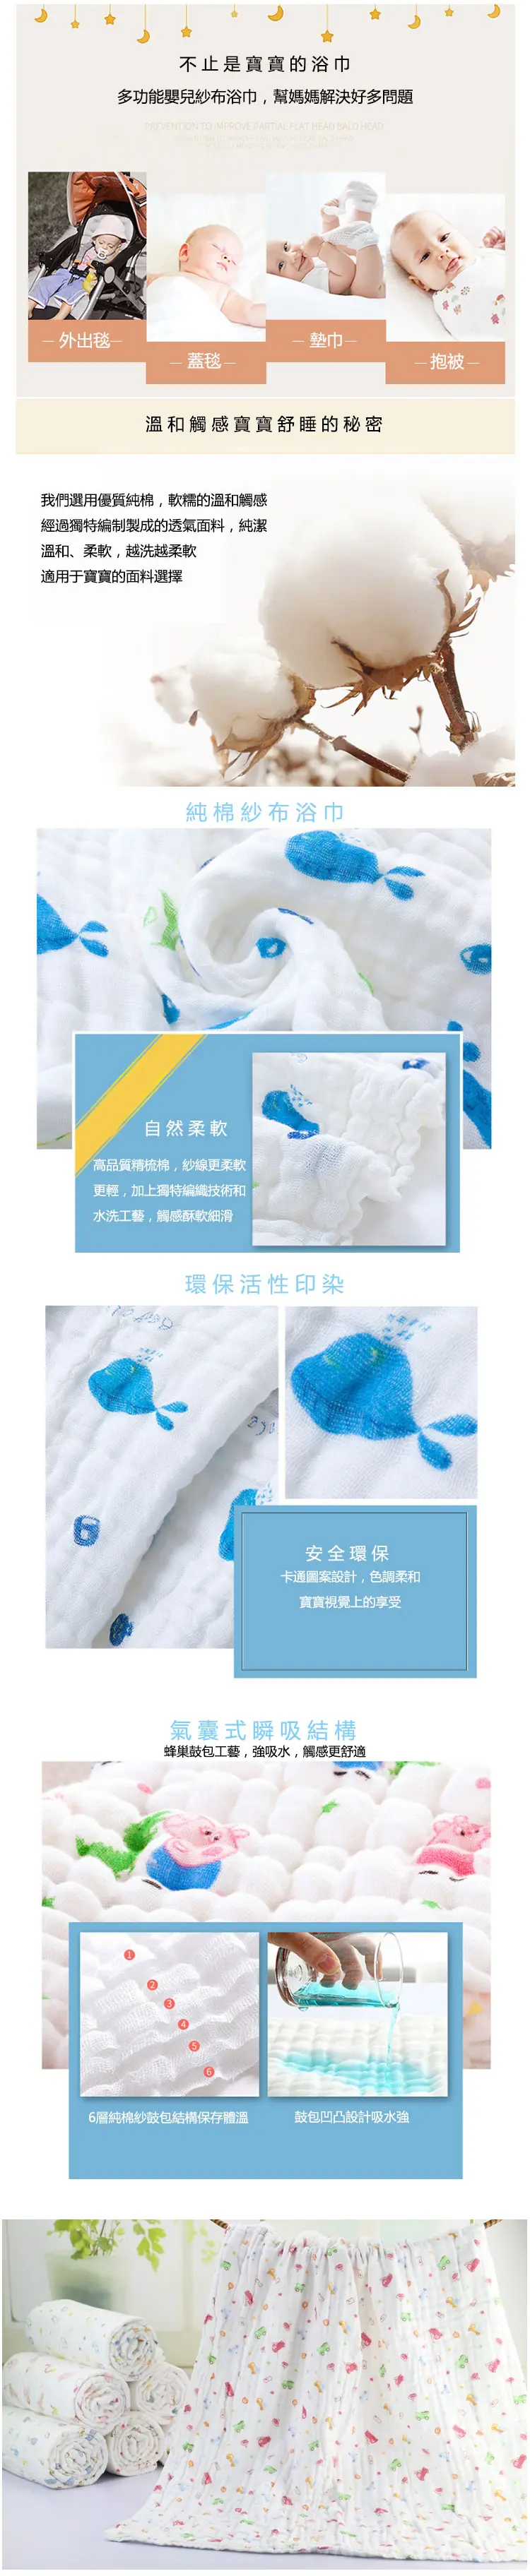 不止是寶寶的浴巾
多功能嬰兒紗布浴巾，幫媽媽解決好多問題
PREVENTION TO IMPROVE PARTIAL FLAT HEAD BALD HEAD
外出毯
蓋毯
墊巾
抱被
溫和觸感寶寶舒睡的秘密
我們選用優質純棉，軟糯的溫和觸感
經過獨特編制製成的透氣面料，純潔
溫和、柔軟，越洗越柔軟
適用于寶寶的面料選擇
純棉紗布浴巾
自然柔軟
高品質精梳棉，紗線更柔軟
更輕，加上獨特編織技術和
水洗工藝，觸感酥軟細滑
環保活性印染
6
安全環保
卡通圖案設計，色調柔和
寶寶視覺上的享受
氣囊式瞬吸結構
蜂巢鼓包工藝，強吸水，觸感更舒適
1
2
3
4
5
6
6層純棉紗鼓包結構保存體溫
鼓包凹凸設計吸水強